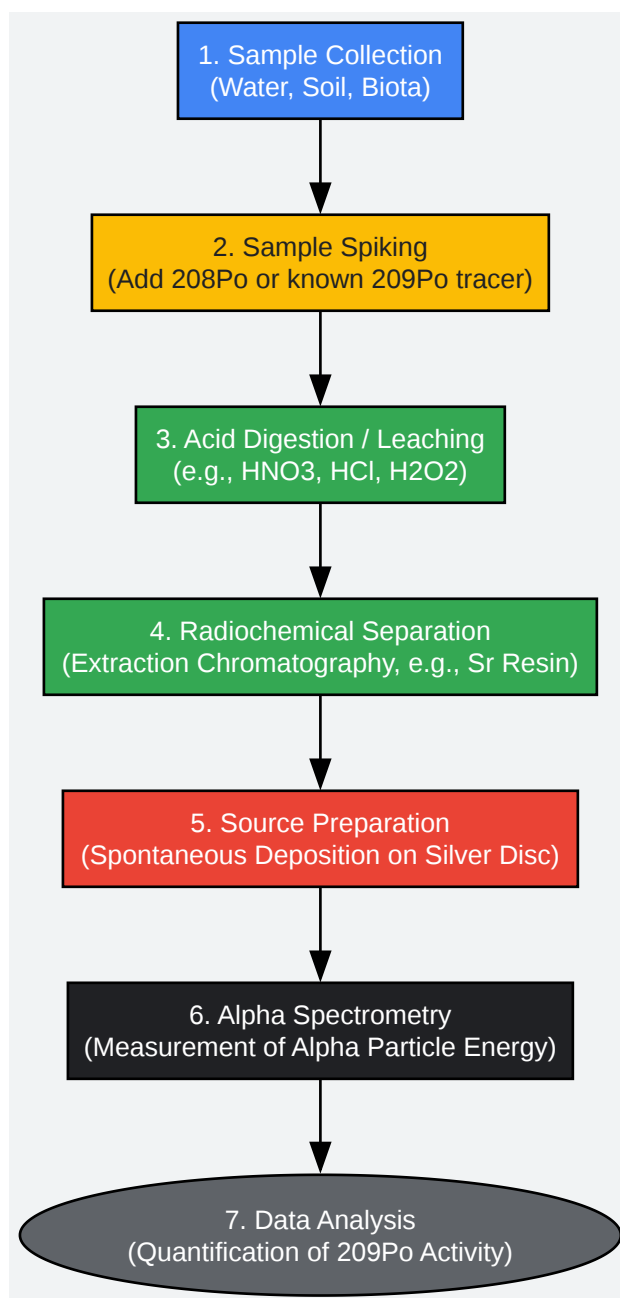 1. Sample Collection
(Water, Soil, Biota)
2. Sample Spiking
(Add 208Po or known 209Po tracer)
3. Acid Digestion / Leaching
(e.g., HNO3, HCl, H2O2)
4. Radiochemical Separation
(Extraction Chromatography, e.g., Sr Resin)
5. Source Preparation
(Spontaneous Deposition on Silver Disc)
6. Alpha Spectrometry
(Measurement of Alpha Particle Energy)
7. Data Analysis
(Quantification of 209Po Activity)